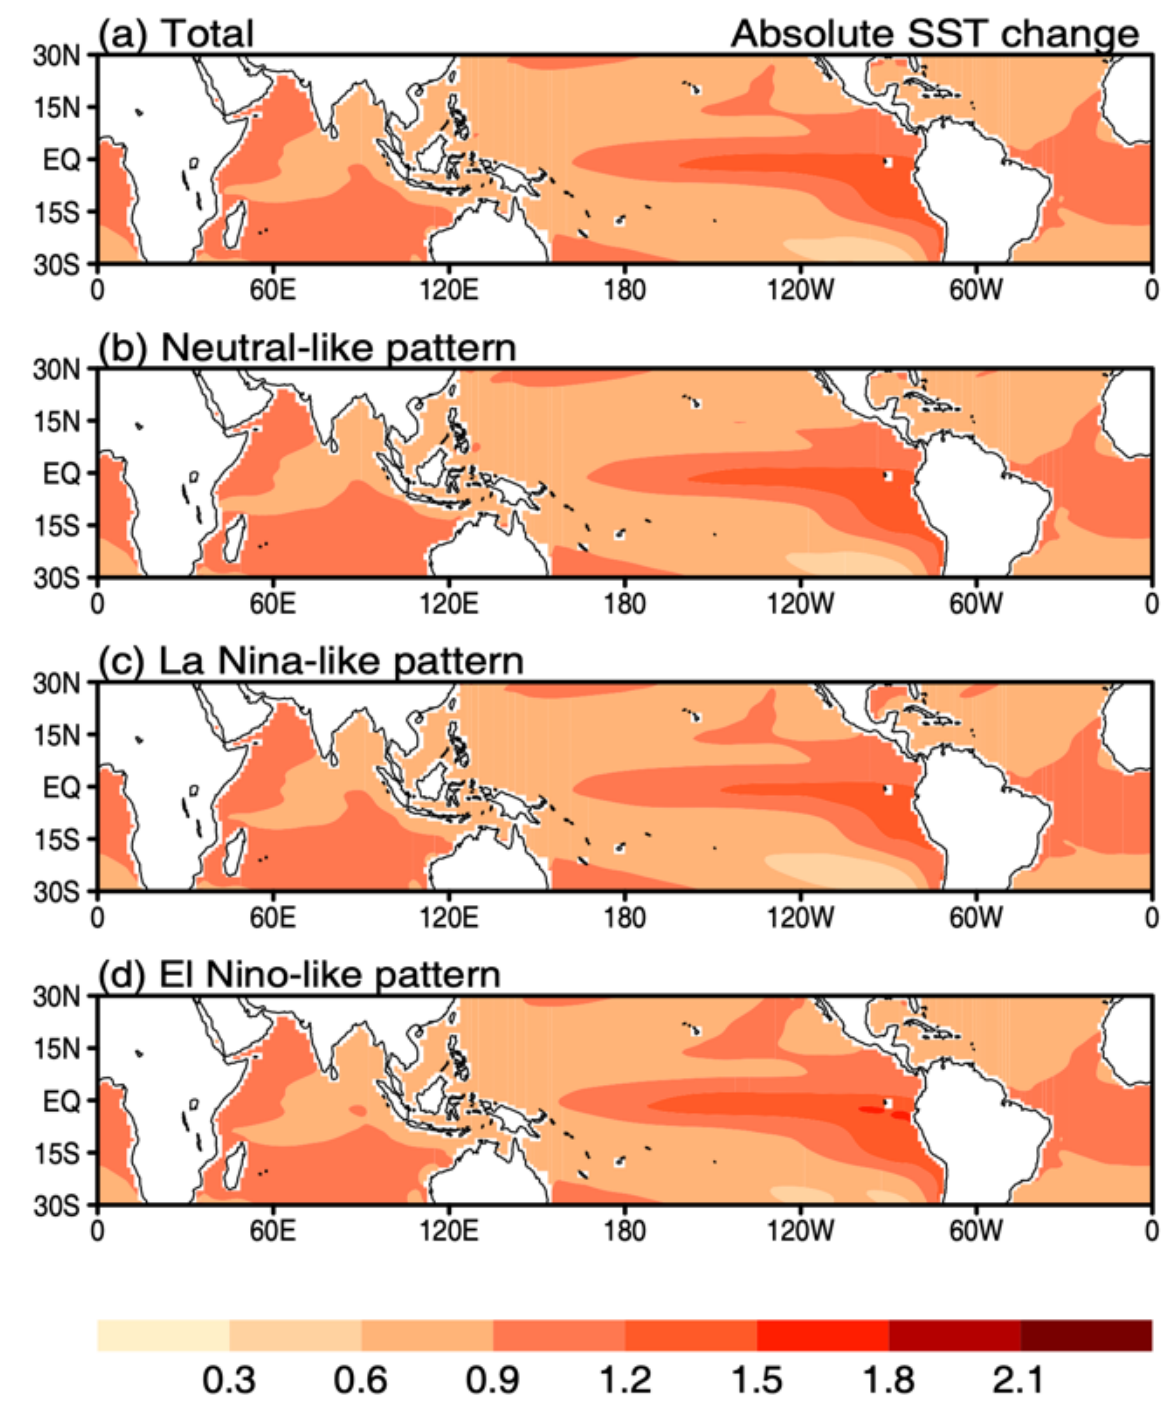 (a) Total Absolute SST change
30N
15N
EQ
15S
30S
0 60E 120E 180 120W 60W 0
(b) Neutral-like pattern
30N
15N
EQ
15S
30S
0 60E 120E 180 120W 60W 0
(c) La Nina-like pattern
30N
15N
EQ
15S
30S
0 60E 120E 180 120W 60W 0
(d) El Nino-like pattern
30N
15N
EQ
15S
30S
0 60E 120E 180 120W 60W 0
0.3 0.6 0.9 1.2 1.5 1.8 2.1